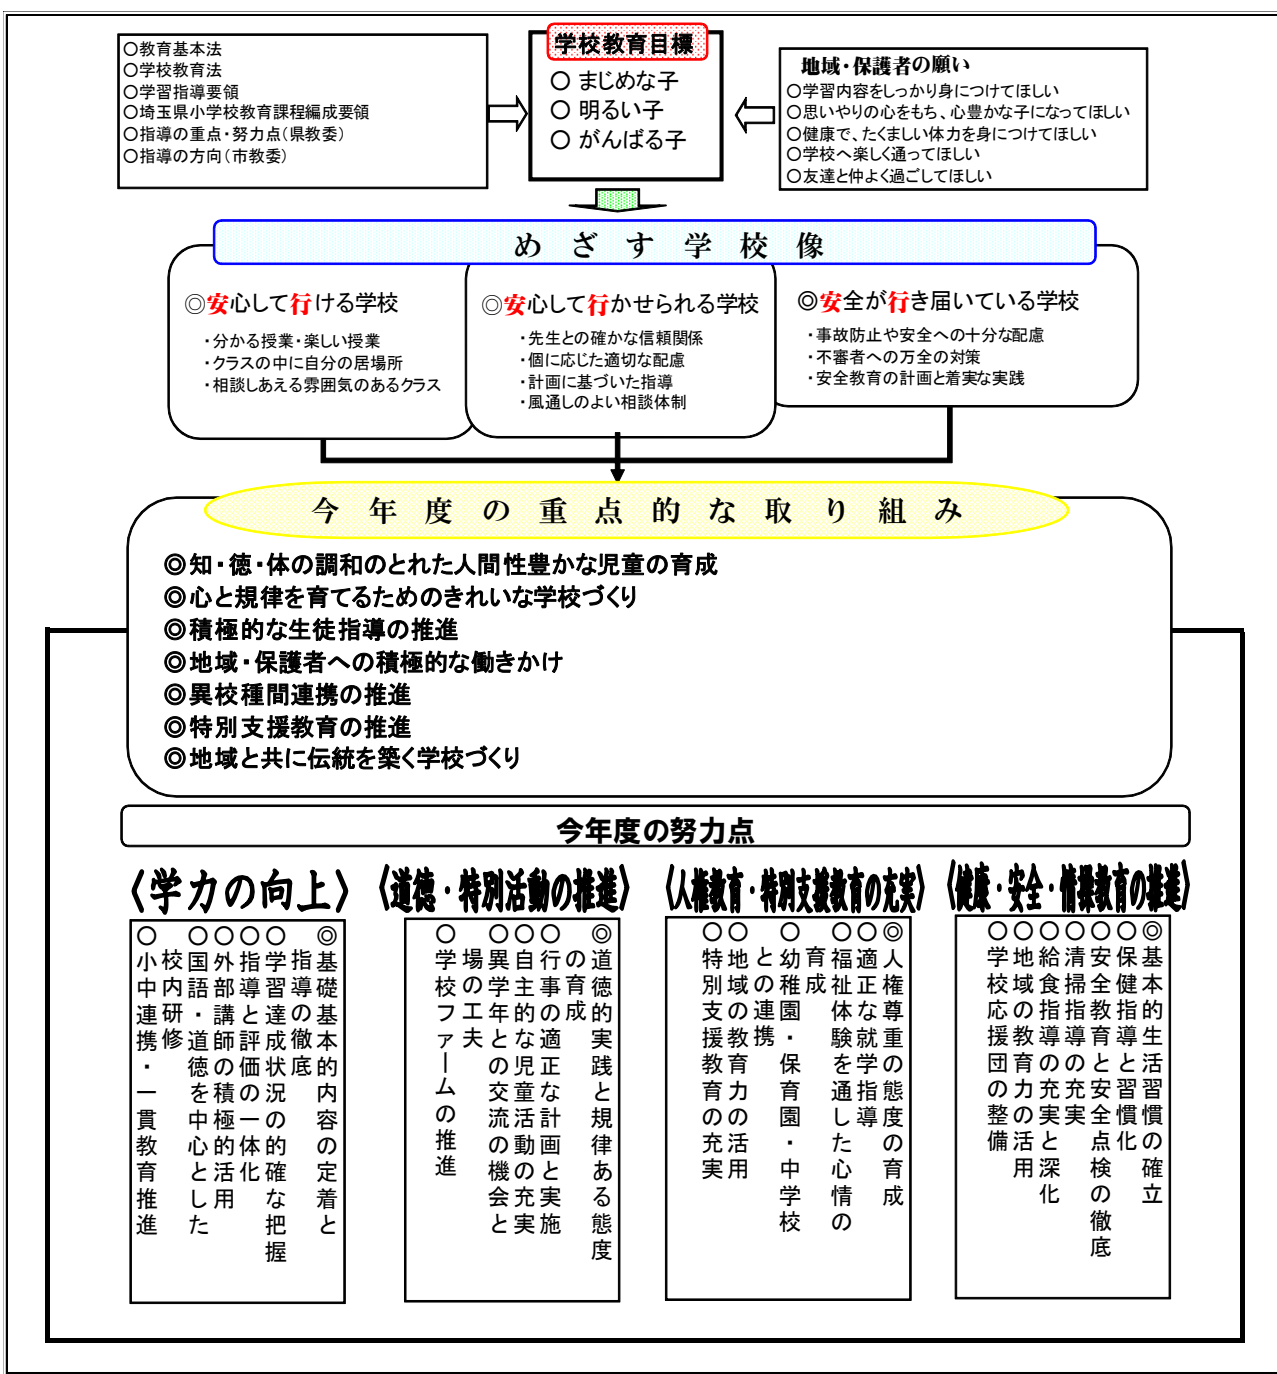 〇教育基本法
〇学校教育法
〇学習指導要領
〇埼玉県小学校教育課程編成要領
〇指導の重点・努力点(県教委)
〇指導の方向(市教委)
学校教育目標
〇 まじめな子
〇 明るい子
〇 がんばる子
地域・保護者の願い
〇学習内容をしっかり身につけてほしい
〇思いやりの心をもち、心豊かな子になってほしい
〇健康で、たくましい体力を身につけてほしい
〇学校へ楽しく通ってほしい
〇友達と仲よく過ごしてほしい
めざす学校像
◎安心して行ける学校
・分かる授業・楽しい授業
・クラスの中に自分の居場所
・相談しあえる雰囲気のあるクラス
◎安心して行かせられる学校
・先生との確かな信頼関係
・個に応じた適切な配慮
・計画に基づいた指導
・風通しのよい相談体制
◎安全が行き届いている学校
・事故防止や安全への十分な配慮
・不審者への万全の対策
・安全教育の計画と着実な実践
今年度の重点的な取り組み
◎知・徳・体の調和のとれた人間性豊かな児童の育成
◎心と規律を育てるためのきれいな学校づくり
◎積極的な生徒指導の推進
◎地域・保護者への積極的な働きかけ
◎異校種間連携の推進
◎特別支援教育の推進
◎地域と共に伝統を築く学校づくり
今年度の努力点
〈学力の向上〉
◎基礎基本的内容の定着と
指導の徹底
〇学習達成状況の的確な把握
〇指導と評価の一体化
〇外部講師の積極的活用
〇国語・道徳を中心とした
校内研修
〇小中連携・一貫教育推進
〈道徳・特別活動の推進〉
◎道徳的実践と規律ある態度
の育成
〇行事の適正な計画と実施
〇自主的な児童活動の充実
〇異学年との交流の機会と
場の工夫
〇学校ファームの推進
〈人権教育・特別支援教育の充実〉
◎人権尊重の態度の育成
〇適正な就学指導
〇福祉体験を通した心情の
育成
〇幼稚園・保育園・中学校
との連携
〇地域の教育力の活用
〇特別支援教育の充実
〈健康・安全・情操教育の推進〉
◎基本的生活習慣の確立
〇保健指導と習慣化
〇安全教育と安全点検の徹底
〇清掃指導の充実
〇給食指導の充実と深化
〇地域の教育力の活用
〇学校応援団の整備